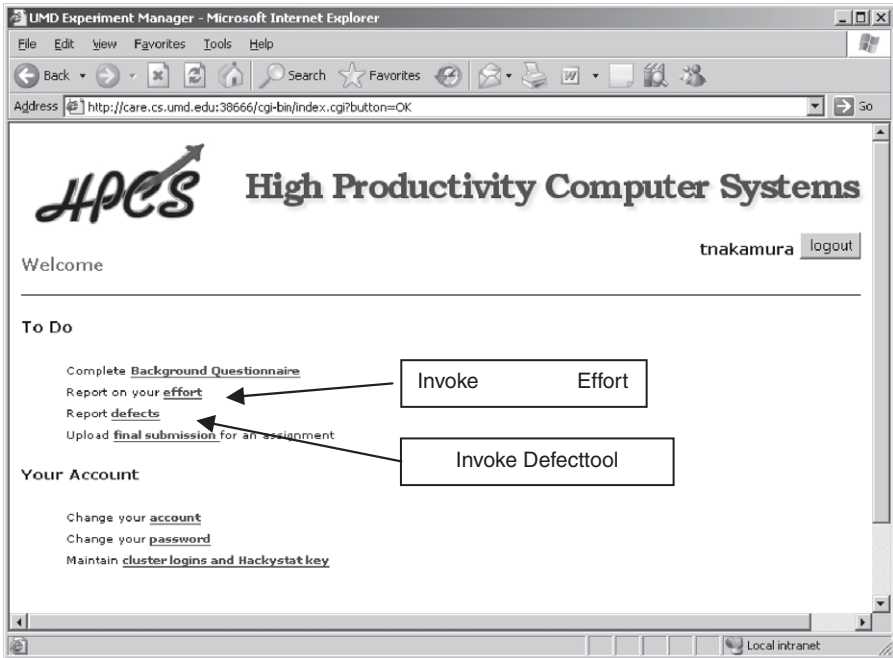 UMD Experiment Manager - Microsoft Internet Explorer
File Edit View Favorites Tools Help
Back Search Favorites
Address http://care.cs.umd.edu:38666/cgi-bin/index.cgi?button=OK Go
HPCS High Productivity Computer Systems
tnakamura logout
Welcome
To Do
Complete Background Questionnaire
Report on your effort
Invoke Effort
Report defects
Upload final submission for an assignment
Invoke Defecttool
Your Account
Change your account
Change your password
Maintain cluster logins and Hackystat key
Local intranet